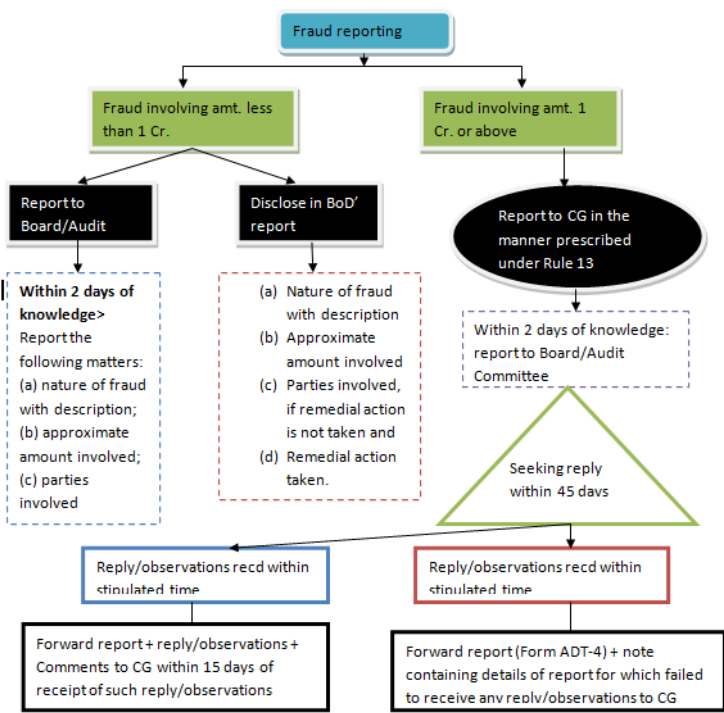 Fraud reporting
Fraud involving amt. less
than 1 Cr.
Fraud involving amt. 1
Cr. or above
Report to
Board/Audit
Disclose in BoD’
report
Report to CG in the
manner prescribed
under Rule 13
Within 2 days of
knowledge>
Report the
following matters:
(a) nature of fraud
with description;
(b) approximate
amount involved;
(c) parties
involved
(a) Nature of fraud
with description
(b) Approximate
amount involved
(c) Parties involved,
if remedial action
is not taken and
(d) Remedial action
taken.
Within 2 days of knowledge:
report to Board/Audit
Committee
Seeking reply
within 45 days
Reply/observations recd within
stipulated time
Reply/observations recd within
stipulated time
Forward report + reply/observations +
Comments to CG within 15 days of
receipt of such reply/observations
Forward report (Form ADT-4) + note
containing details of report for which failed
to receive any reply/observations to CG